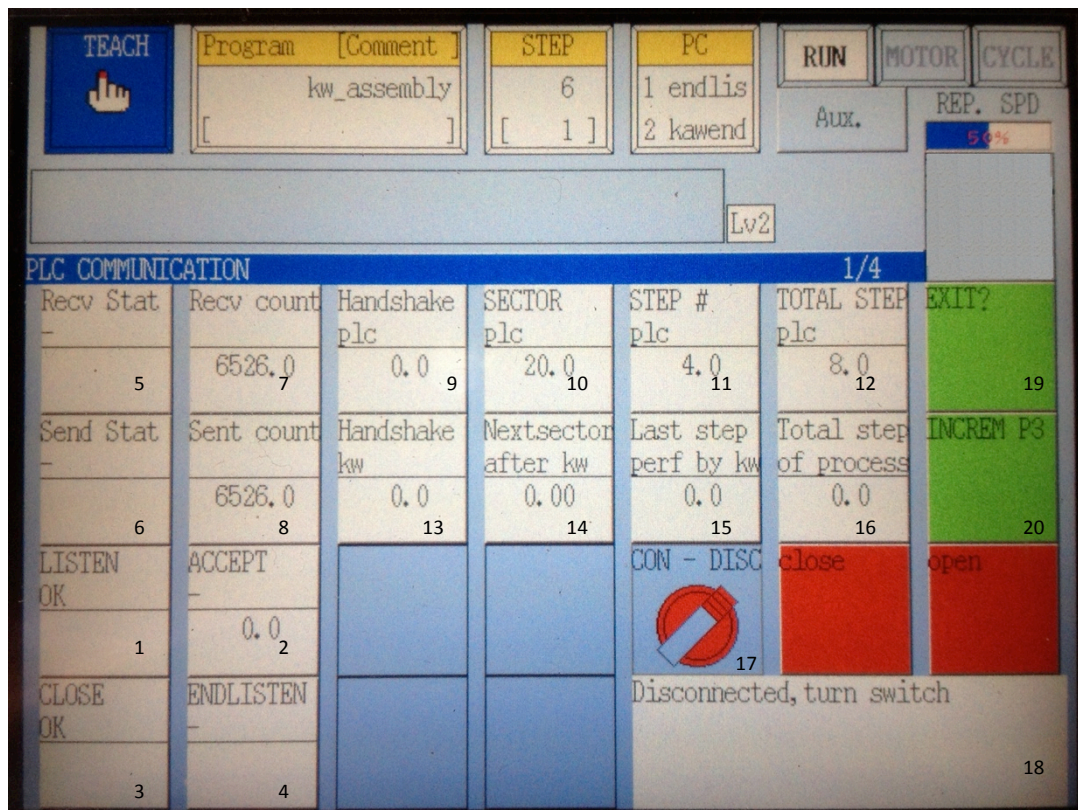 TEACH
Program [Comment ]
kw_assembly
[ ]
STEP
6
[ 1 ]
PC
1 endlis
2 kawend
RUN
MOTOR
CYCLE
Aux.
REP. SPD
50%
Lv2
PLC COMMUNICATION 1/4
Recv Stat
-
5
Recv count
6526.0
7
Handshake
plc
0.0
9
SECTOR
plc
20.0
10
STEP #
plc
4.0
11
TOTAL STEP
plc
8.0
12
EXIT?
19
Send Stat
-
6
Sent count
6526.0
8
Handshake
kw
0.0
13
Nextsector
after kw
0.00
14
Last step
perf by kw
0.0
15
Total step
of process
0.0
16
INCREM P3
20
LISTEN
OK
1
ACCEPT
-
0.0
2
CON - DISC
17
close
open
CLOSE
OK
3
ENDLISTEN
-
4
Disconnected,turn switch
18